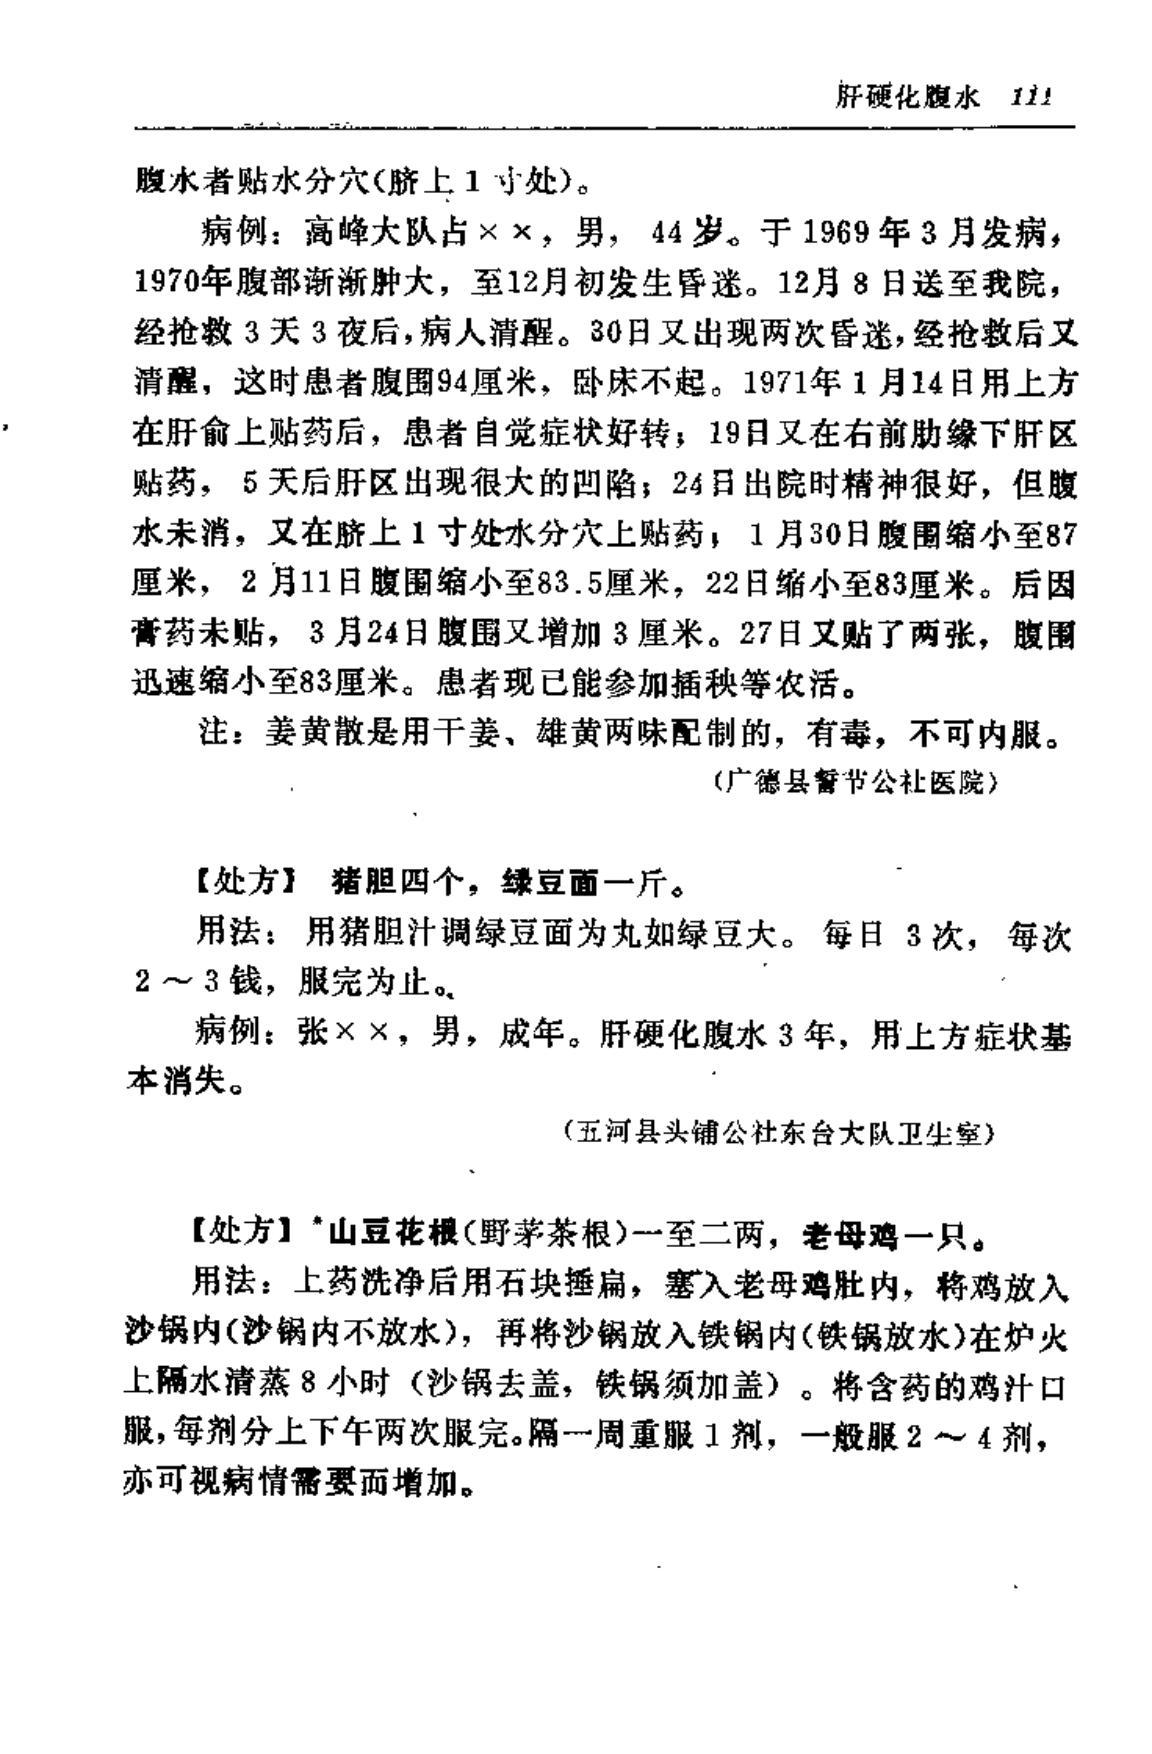 肝硬化腹水 111
腹水者贴水分穴(脐上1寸处)。
病例：高峰大队占××，男，44岁。于1969年3月发病，
1970年腹部渐渐肿大，至12月初发生昏迷。12月8日送至我院，
经抢救3天3夜后，病人清醒。30日又出现两次昏迷，经抢救后又
清醒，这时患者腹围94厘米，卧床不起。1971年1月14日用上方
在肝俞上贴药后，患者自觉症状好转；19日又在右前肋缘下肝区
贴药，5天后肝区出现很大的凹陷；24日出院时精神很好，但腹
水未消，又在脐上1寸处水分穴上贴药；1月30日腹围缩小至87
厘米，2月11日腹围缩小至83.5厘米，22日缩小至83厘米。后因
膏药未贴，3月24日腹围又增加3厘米。27日又贴了两张，腹围
迅速缩小至83厘米。患者现已能参加插秧等农活。
注：姜黄散是用干姜、雄黄两味配制的，有毒，不可内服。
(广德县誓节公社医院)
【处方】 猪胆四个，绿豆面一斤。
用法：用猪胆汁调绿豆面为丸如绿豆大。每日3次，每次
2～3钱，服完为止。
病例：张××，男，成年。肝硬化腹水3年，用上方症状基
本消失。
(五河县头铺公社东台大队卫生室)
【处方】*山豆花根(野茅茶根)一至二两，老母鸡一只。
用法：上药洗净后用石块捶扁，塞入老母鸡肚内，将鸡放入
沙锅内(沙锅内不放水)，再将沙锅放入铁锅内(铁锅放水)在炉火
上隔水清蒸8小时（沙锅去盖，铁锅须加盖）。将含药的鸡汁口
服，每剂分上下午两次服完。隔一周重服1剂，一般服2～4剂，
亦可视病情需要而增加。